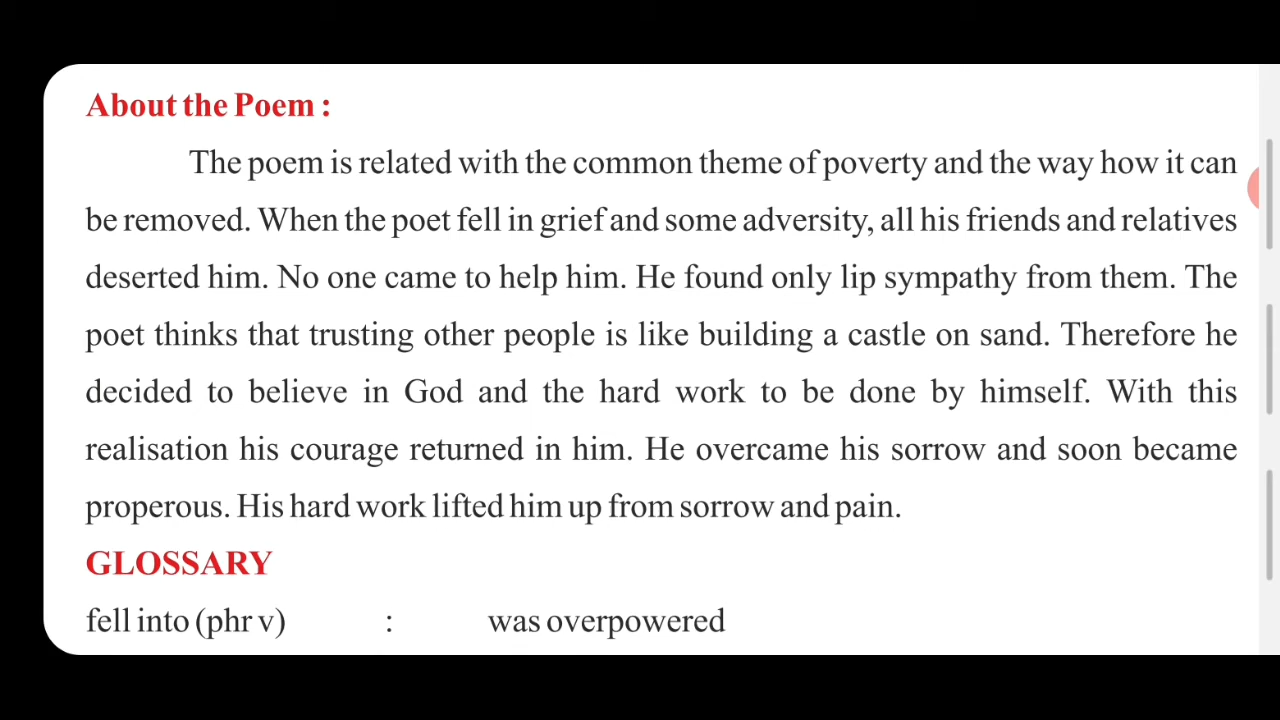 About the Poem :
The poem is related with the common theme of poverty and the way how it can
be removed. When the poet fell in grief and some adversity, all his friends and relatives
deserted him. No one came to help him. He found only lip sympathy from them. The
poet thinks that trusting other people is like building a castle on sand. Therefore he
decided to believe in God and the hard work to be done by himself. With this
realisation his courage returned in him. He overcame his sorrow and soon became
properous. His hard work lifted him up from sorrow and pain.
GLOSSARY
fell into (phr v) : was overpowered